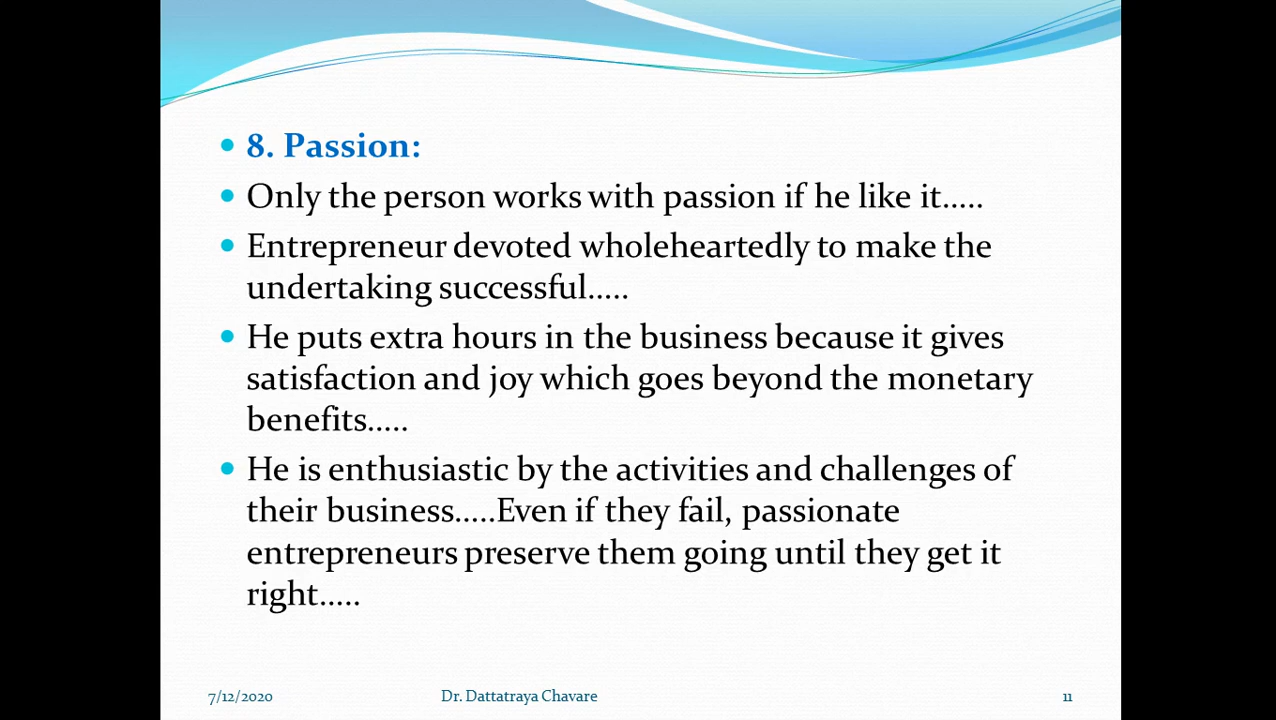 • 8. Passion:
• Only the person works with passion if he like it…..
• Entrepreneur devoted wholeheartedly to make the
undertaking successful…..
• He puts extra hours in the business because it gives
satisfaction and joy which goes beyond the monetary
benefits…..
• He is enthusiastic by the activities and challenges of
their business…..Even if they fail, passionate
entrepreneurs preserve them going until they get it
right…..
7/12/2020 Dr. Dattatraya Chavare 11